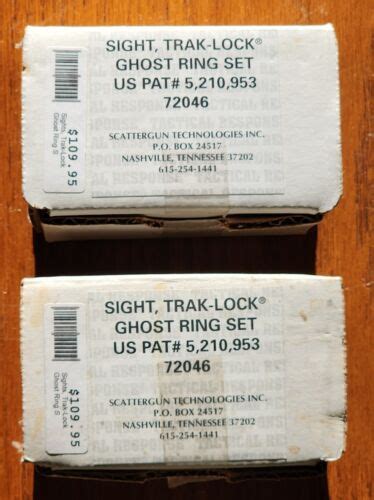 SIGHT, TRAK-LOCK®
GHOST RING SET
US PAT# 5,210,953
72046
SCATTERGUN TECHNOLOGIES INC.
P.O. BOX 24517
NASHVILLE, TENNESSEE 37202
615-254-1441
$109.95
Sights, Trak-Lock
Ghost Ring S
SIGHT, TRAK-LOCK®
GHOST RING SET
US PAT# 5,210,953
72046
SCATTERGUN TECHNOLOGIES INC.
P.O. BOX 24517
NASHVILLE, TENNESSEE 37202
615-254-1441
$109.95
Sights, Trak-Lock
Ghost Ring S